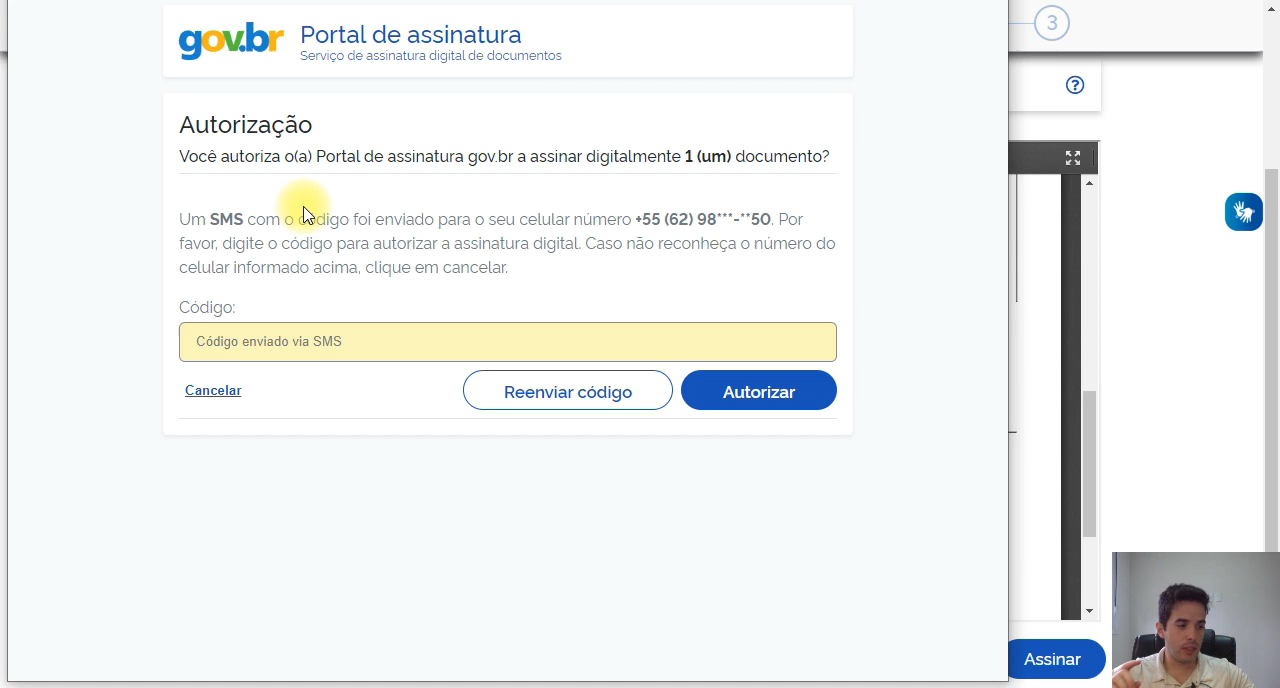 gov.br
Portal de assinatura
Serviço de assinatura digital de documentos
3
?
Autorização
Você autoriza o(a) Portal de assinatura gov.br a assinar digitalmente 1 (um) documento?
Um SMS com o código foi enviado para o seu celular número +55 (62) 98***-**50. Por
favor, digite o código para autorizar a assinatura digital. Caso não reconheça o número do
celular informado acima, clique em cancelar.
Código:
Código enviado via SMS
Cancelar
Reenviar código
Autorizar
Assinar